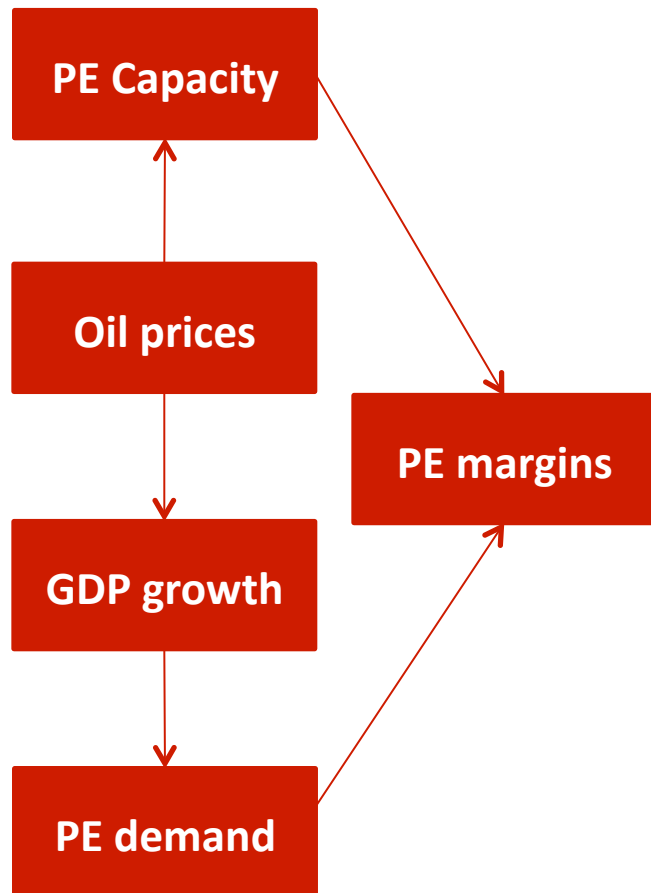 PE Capacity
Oil prices
PE margins
GDP growth
PE demand